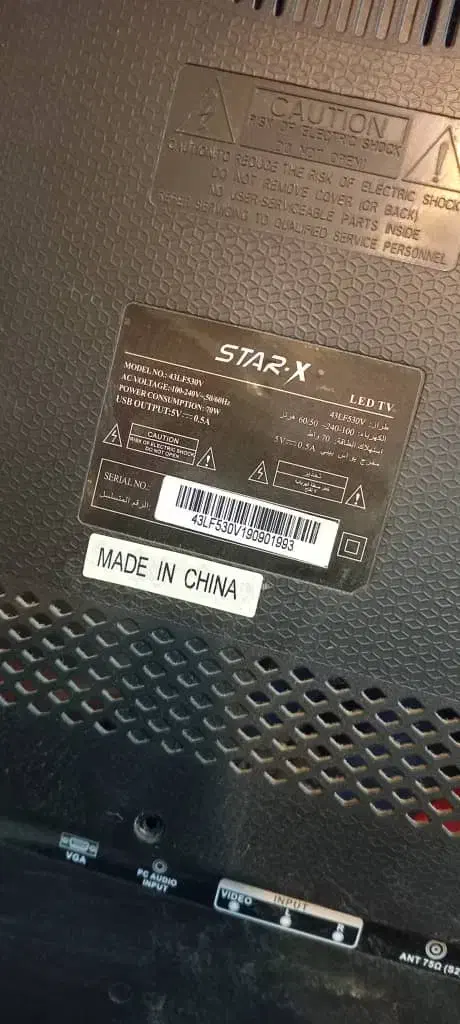 CAUTION
RISK OF ELECTRIC SHOCK
DO NOT OPEN!
CAUTION:TO REDUCE THE RISK OF ELECTRIC SHOCK
DO NOT REMOVE COVER (OR BACK)
NO USER-SERVICEABLE PARTS INSIDE
REFER SERVICING TO QUALIFIED SERVICE PERSONNEL
STAR-X
LED.TV.
MODEL NO.: 43LF530V
AC VOLTAGE:~100-240V~,50/60Hz
POWER CONSUMPTION:70W
USB OUTPUT:5V⎓0.5A
طراز: 43LF530V
الكهرباء: 100-240~ 60/50 هرتز
استهلاك الطاقة: 70 واط
مخرج يو اس بيبي 5V⎓0.5A
CAUTION
RISK OF ELECTRIC SHOCK
DO NOT OPEN
تحذير
SERIAL NO.:
الرقم المتسلسل:
43LF530V190901993
MADE IN CHINA
VGA
PC AUDIO
INPUT
VIDEO
INPUT
L
R
ANT 75Ω (S2